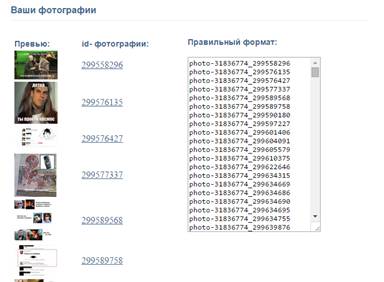 Ваши фотографии
Превью:
id- фотографии:
Правильный формат:
299558296
299576135
299576427
299577337
299589568
299589758
photo-31836774_299558296
photo-31836774_299576135
photo-31836774_299576427
photo-31836774_299577337
photo-31836774_299589568
photo-31836774_299589758
photo-31836774_299590180
photo-31836774_299597227
photo-31836774_299601406
photo-31836774_299604091
photo-31836774_299605579
photo-31836774_299610375
photo-31836774_299622646
photo-31836774_299634315
photo-31836774_299634669
photo-31836774_299634686
photo-31836774_299634690
photo-31836774_299634695
photo-31836774_299634755
photo-31836774_299639876